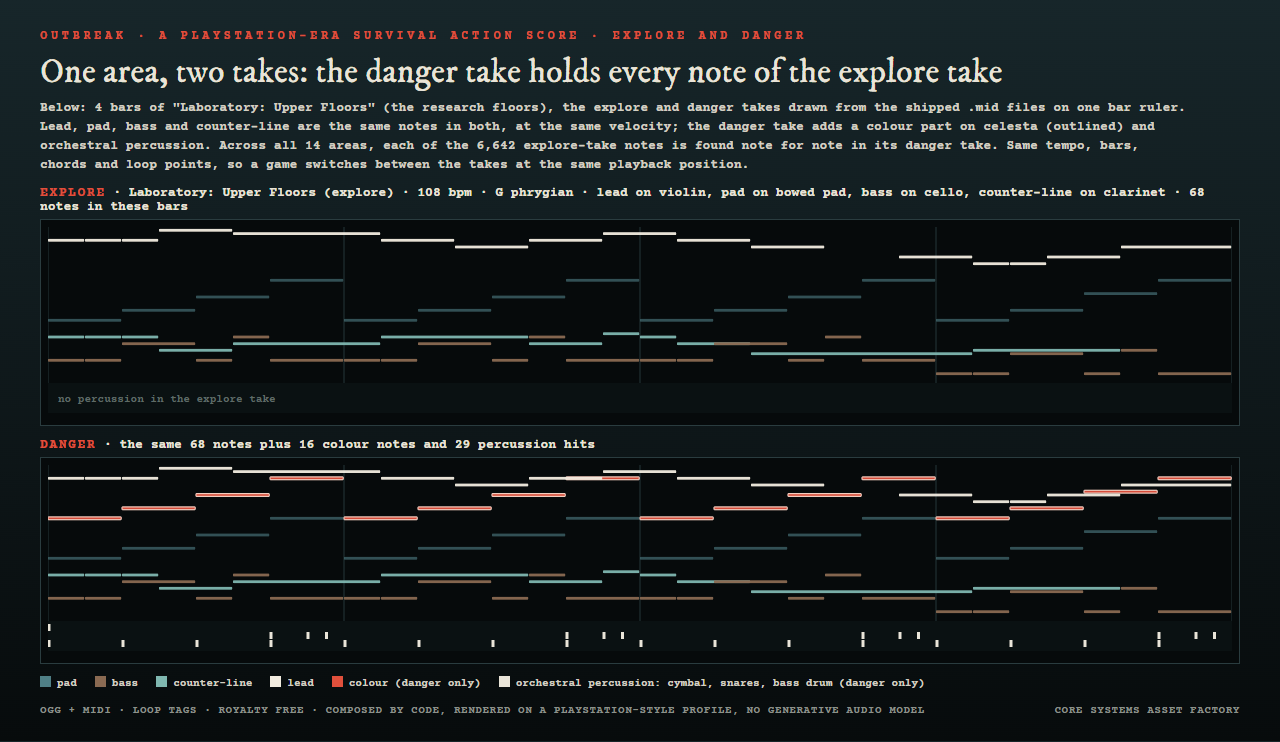 OUTBREAK · A PLAYSTATION-ERA SURVIVAL ACTION SCORE · EXPLORE AND DANGER
One area, two takes: the danger take holds every note of the explore take
Below: 4 bars of "Laboratory: Upper Floors" (the research floors), the explore and danger takes drawn from the shipped .mid files on one bar ruler.
Lead, pad, bass and counter-line are the same notes in both, at the same velocity; the danger take adds a colour part on celesta (outlined) and
orchestral percussion. Across all 14 areas, each of the 6,642 explore-take notes is found note for note in its danger take. Same tempo, bars,
chords and loop points, so a game switches between the takes at the same playback position.
EXPLORE · Laboratory: Upper Floors (explore) · 108 bpm · G phrygian · lead on violin, pad on bowed pad, bass on cello, counter-line on clarinet · 68
notes in these bars
no percussion in the explore take
DANGER · the same 68 notes plus 16 colour notes and 29 percussion hits
pad bass counter-line lead colour (danger only) orchestral percussion: cymbal, snares, bass drum (danger only)
OGG + MIDI · LOOP TAGS · ROYALTY FREE · COMPOSED BY CODE, RENDERED ON A PLAYSTATION-STYLE PROFILE, NO GENERATIVE AUDIO MODEL CORE SYSTEMS ASSET FACTORY